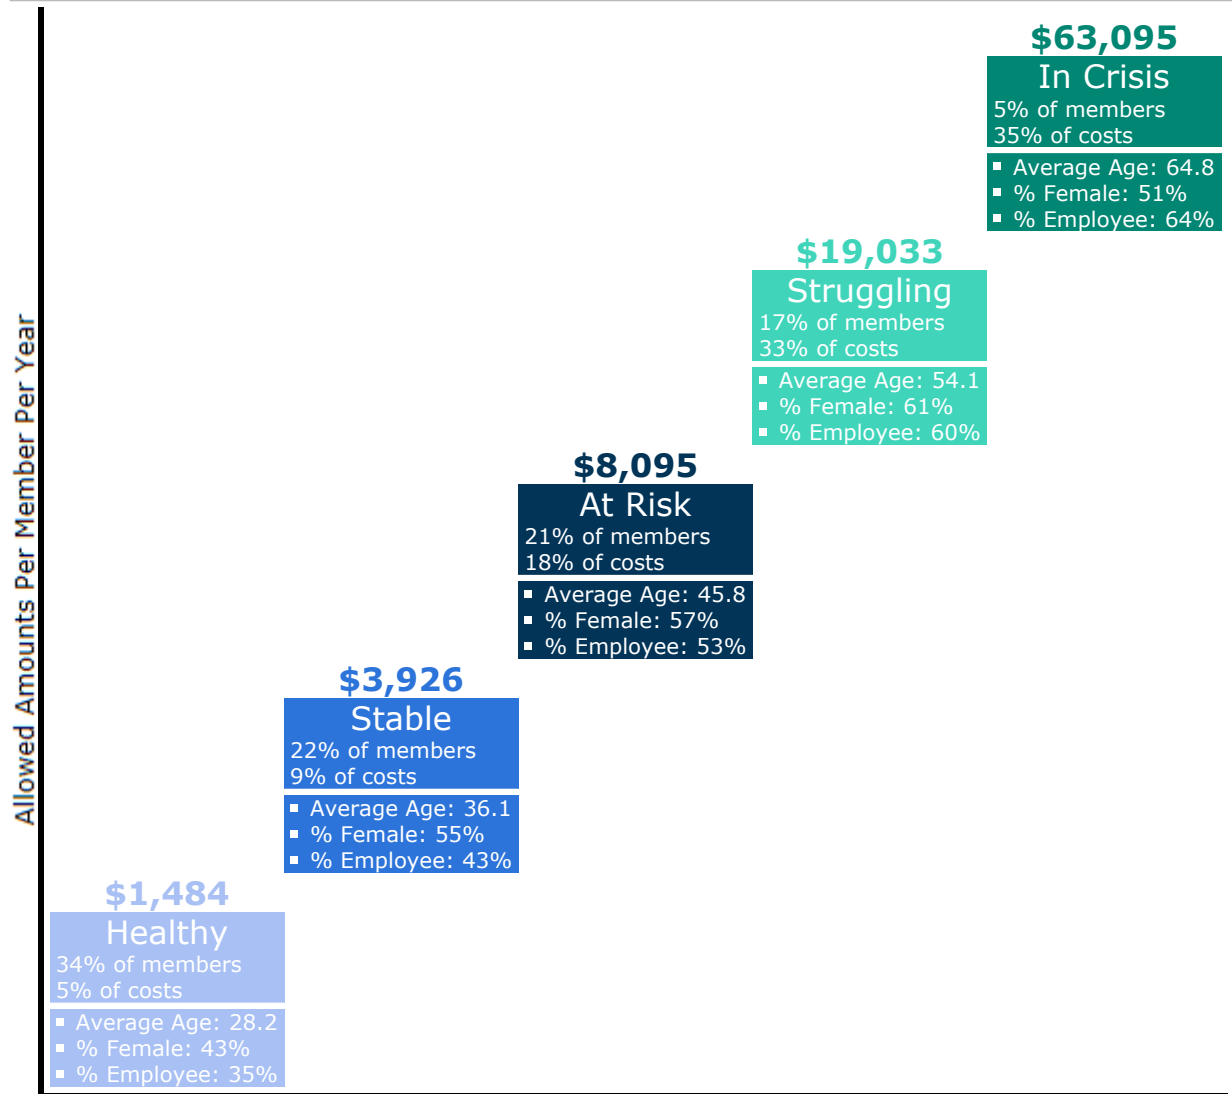 Allowed Amounts Per Member Per Year
$63,095
In Crisis
5% of members
35% of costs
▪ Average Age: 64.8
▪ % Female: 51%
▪ % Employee: 64%
$19,033
Struggling
17% of members
33% of costs
▪ Average Age: 54.1
▪ % Female: 61%
▪ % Employee: 60%
$8,095
At Risk
21% of members
18% of costs
▪ Average Age: 45.8
▪ % Female: 57%
▪ % Employee: 53%
$3,926
Stable
22% of members
9% of costs
▪ Average Age: 36.1
▪ % Female: 55%
▪ % Employee: 43%
$1,484
Healthy
34% of members
5% of costs
▪ Average Age: 28.2
▪ % Female: 43%
▪ % Employee: 35%